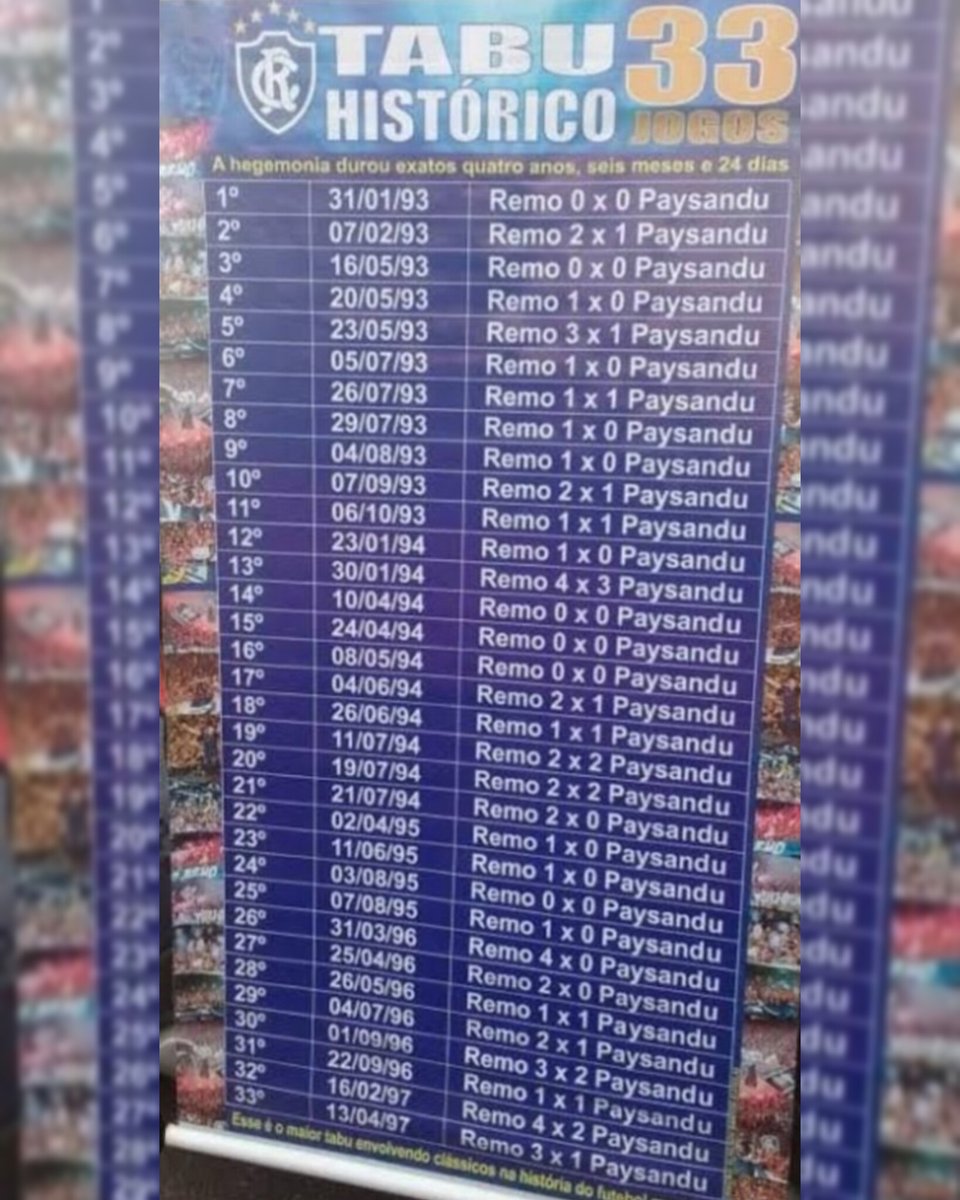 TABU 33
HISTÓRICO JOGOS
A hegemonia durou exatos quatro anos, seis meses e 24 dias
1º 31/01/93 Remo 0 x 0 Paysandu
2º 07/02/93 Remo 2 x 1 Paysandu
3º 16/05/93 Remo 0 x 0 Paysandu
4º 20/05/93 Remo 1 x 0 Paysandu
5º 23/05/93 Remo 3 x 1 Paysandu
6º 05/07/93 Remo 1 x 0 Paysandu
7º 26/07/93 Remo 1 x 1 Paysandu
8º 29/07/93 Remo 1 x 0 Paysandu
9º 04/08/93 Remo 1 x 0 Paysandu
10º 07/09/93 Remo 2 x 1 Paysandu
11º 06/10/93 Remo 1 x 1 Paysandu
12º 23/01/94 Remo 1 x 0 Paysandu
13º 30/01/94 Remo 4 x 3 Paysandu
14º 10/04/94 Remo 0 x 0 Paysandu
15º 24/04/94 Remo 0 x 0 Paysandu
16º 08/05/94 Remo 0 x 0 Paysandu
17º 04/06/94 Remo 2 x 1 Paysandu
18º 26/06/94 Remo 1 x 1 Paysandu
19º 11/07/94 Remo 2 x 2 Paysandu
20º 19/07/94 Remo 2 x 2 Paysandu
21º 21/07/94 Remo 2 x 0 Paysandu
22º 02/04/95 Remo 1 x 0 Paysandu
23º 11/06/95 Remo 1 x 0 Paysandu
24º 03/08/95 Remo 0 x 0 Paysandu
25º 07/08/95 Remo 1 x 0 Paysandu
26º 31/03/96 Remo 4 x 0 Paysandu
27º 25/04/96 Remo 2 x 0 Paysandu
28º 26/05/96 Remo 1 x 1 Paysandu
29º 04/07/96 Remo 2 x 1 Paysandu
30º 01/09/96 Remo 3 x 2 Paysandu
31º 22/09/96 Remo 1 x 1 Paysandu
32º 16/02/97 Remo 4 x 2 Paysandu
33º 13/04/97 Remo 3 x 1 Paysandu
Esse é o maior tabu envolvendo clássicos na história do futebol